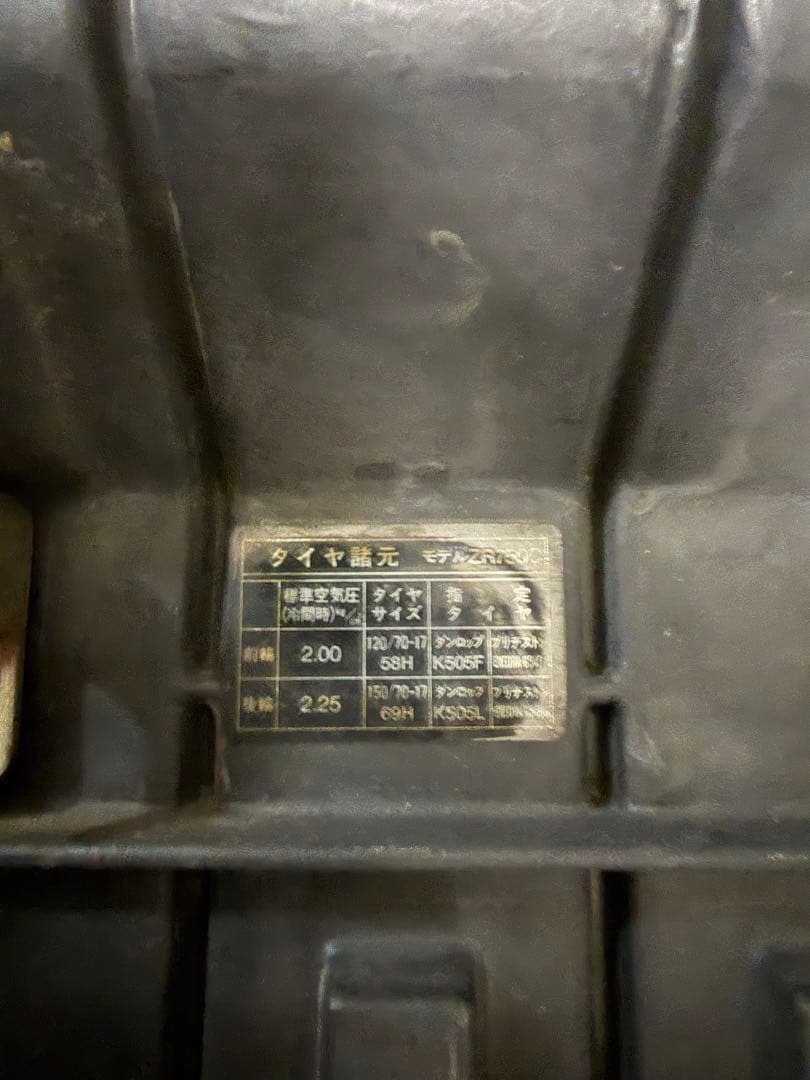 タイヤ諸元 モデルZR750C
標準空気圧 タイヤ 指定
(冷間時) サイズ タイヤ
前輪 2.00 120/70-17 ダンロップ ブリヂストン
58H K505F
後輪 2.25 150/70-17 ダンロップ ブリヂストン
69H K505L